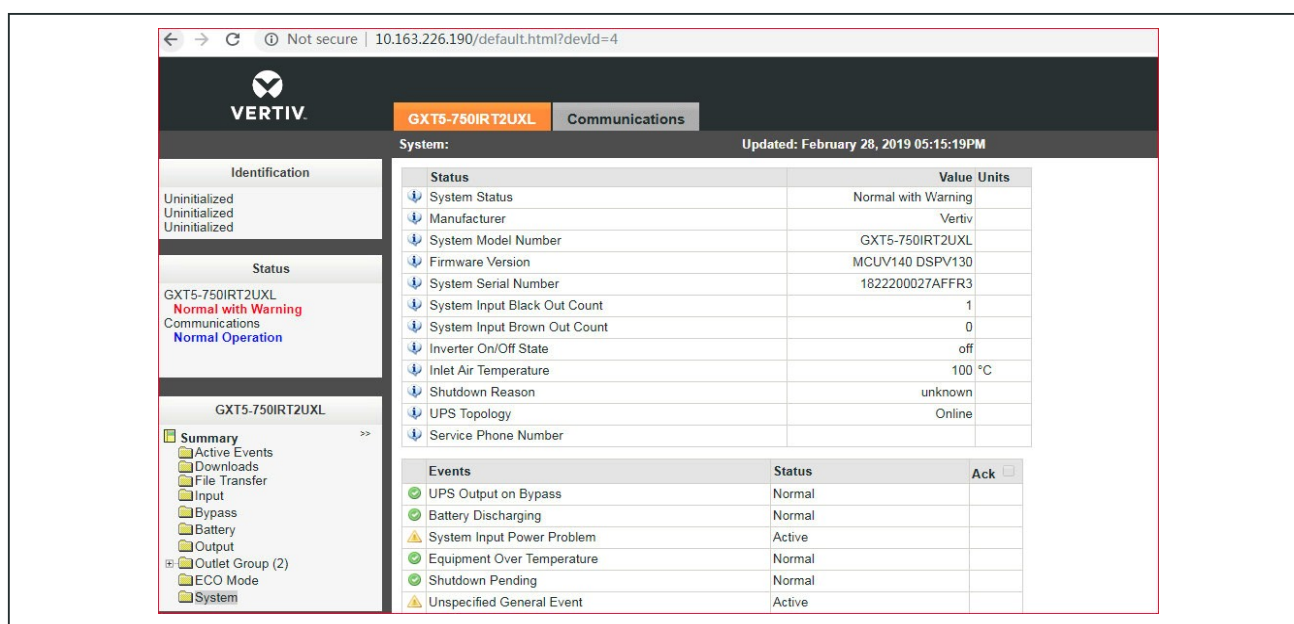 Not secure | 10.163.226.190/default.html?devId=4
VERTIV.
GXT5-750IRT2UXL Communications
System: Updated: February 28, 2019 05:15:19PM
Identification
Uninitialized
Uninitialized
Uninitialized
Status
GXT5-750IRT2UXL
Normal with Warning
Communications
Normal Operation
GXT5-750IRT2UXL
Summary >>
Active Events
Downloads
File Transfer
Input
Bypass
Battery
Output
Outlet Group (2)
ECO Mode
System
Status Value Units
System Status Normal with Warning
Manufacturer Vertiv
System Model Number GXT5-750IRT2UXL
Firmware Version MCUV140 DSPV130
System Serial Number 1822200027AFFR3
System Input Black Out Count 1
System Input Brown Out Count 0
Inverter On/Off State off
Inlet Air Temperature 100 °C
Shutdown Reason unknown
UPS Topology Online
Service Phone Number
Events Status Ack
UPS Output on Bypass Normal
Battery Discharging Normal
System Input Power Problem Active
Equipment Over Temperature Normal
Shutdown Pending Normal
Unspecified General Event Active